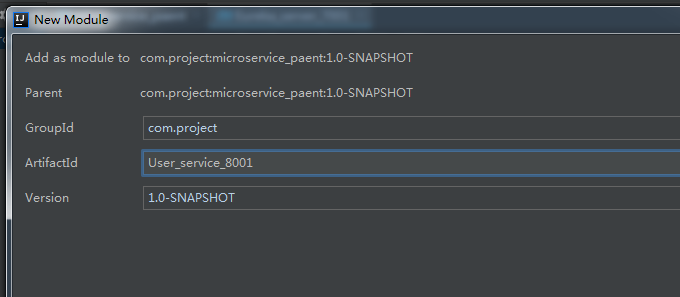 New Module
Add as module to com.project:microservice_paent:1.0-SNAPSHOT
Parent com.project:microservice_paent:1.0-SNAPSHOT
GroupId com.project
ArtifactId User_service_8001
Version 1.0-SNAPSHOT